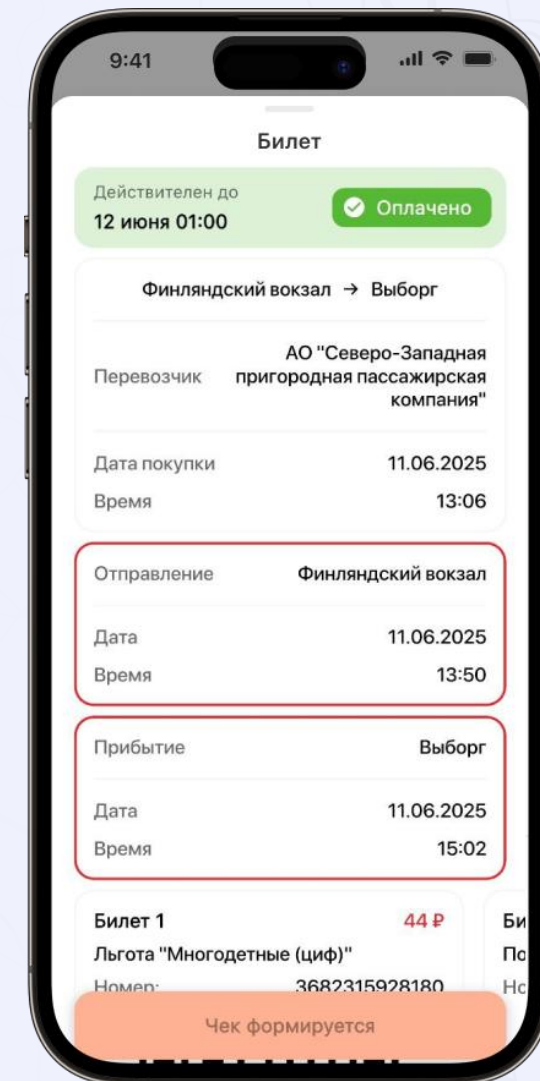 9:41
Билет
Действителен до
12 июня 01:00
Оплачено
Финляндский вокзал → Выборг
Перевозчик
АО "Северо-Западная
пригородная пассажирская
компания"
Дата покупки 11.06.2025
Время 13:06
Отправление Финляндский вокзал
Дата 11.06.2025
Время 13:50
Прибытие Выборг
Дата 11.06.2025
Время 15:02
Билет 1 44 ₽ Би
Льгота "Многодетные (циф)" По
Номер: 3682315928180 Но
Чек формируется